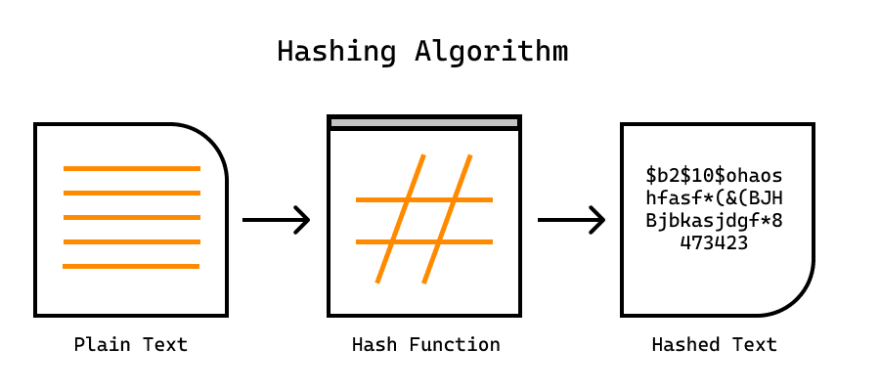 Hashing Algorithm
$b2$10$ohaos
hfasf*(&(BJH
Bjbkasjdgf*8
473423
Plain Text
Hash Function
Hashed Text